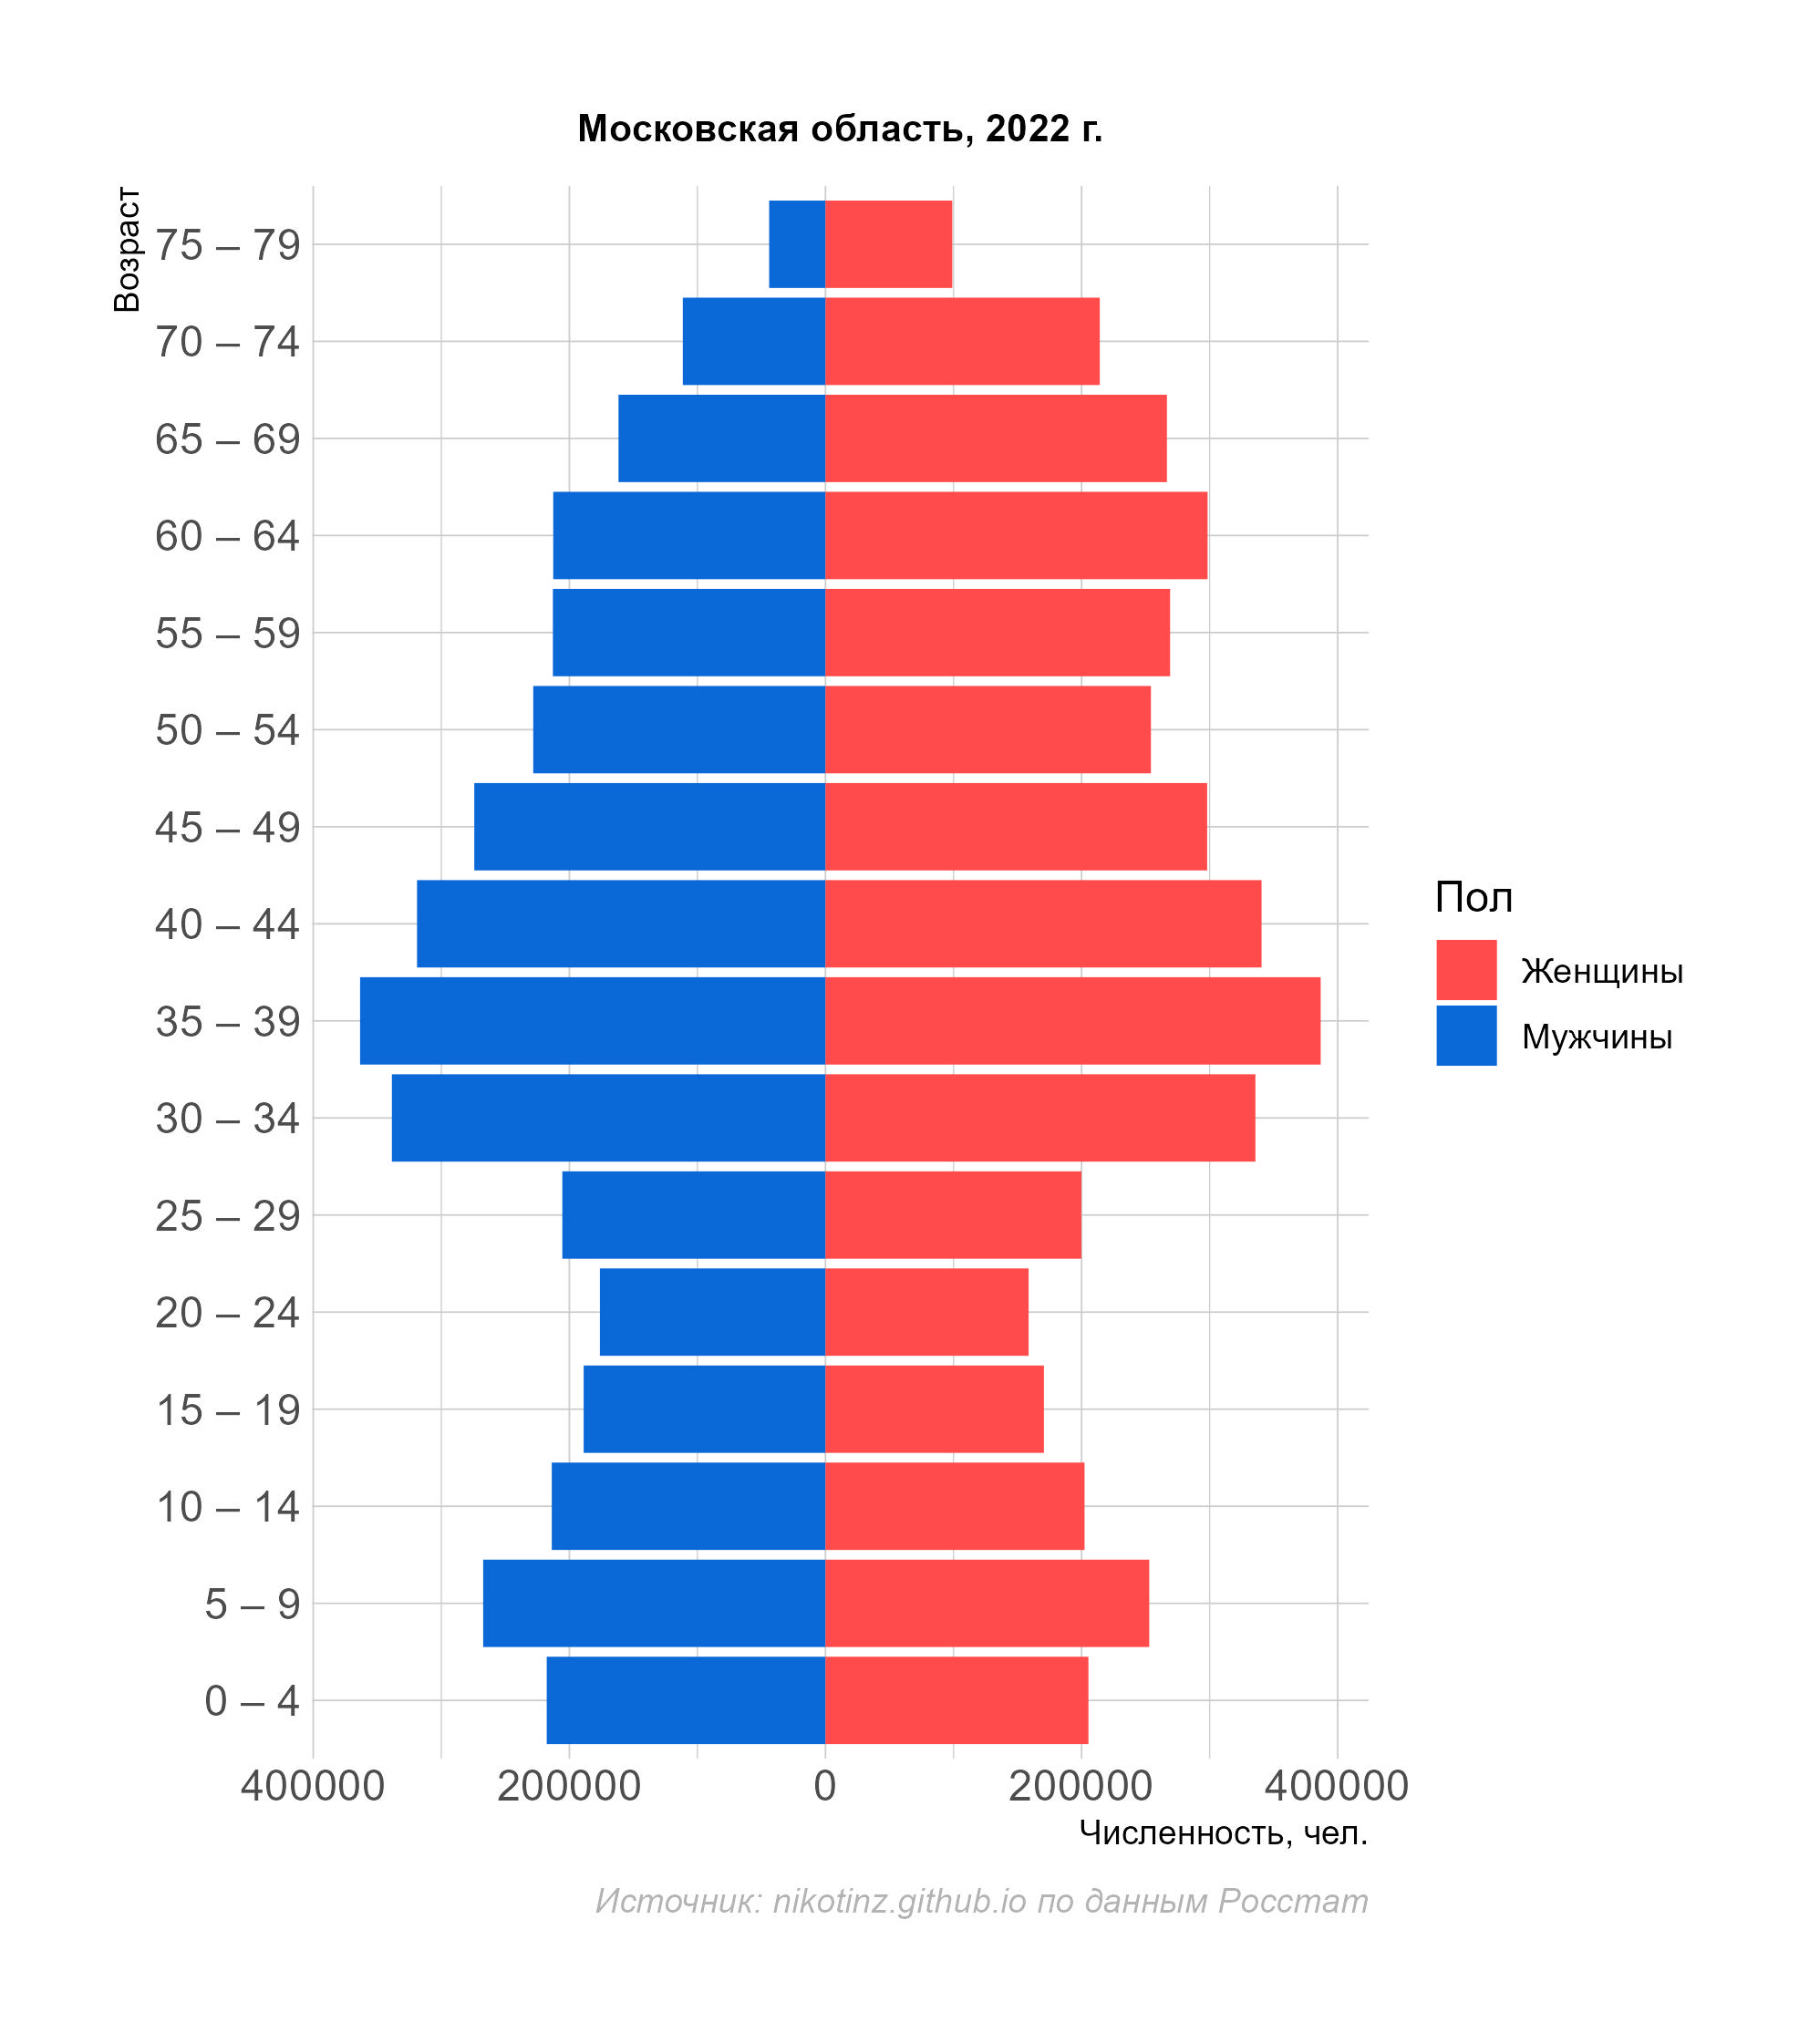 Московская область, 2022 г.
Возраст
75 – 79
70 – 74
65 – 69
60 – 64
55 – 59
50 – 54
45 – 49
40 – 44
35 – 39
30 – 34
25 – 29
20 – 24
15 – 19
10 – 14
5 – 9
0 – 4
400000 200000 0 200000 400000
Численность, чел.
Пол
Женщины
Мужчины
Источник: nikotinz.github.io по данным Росстат